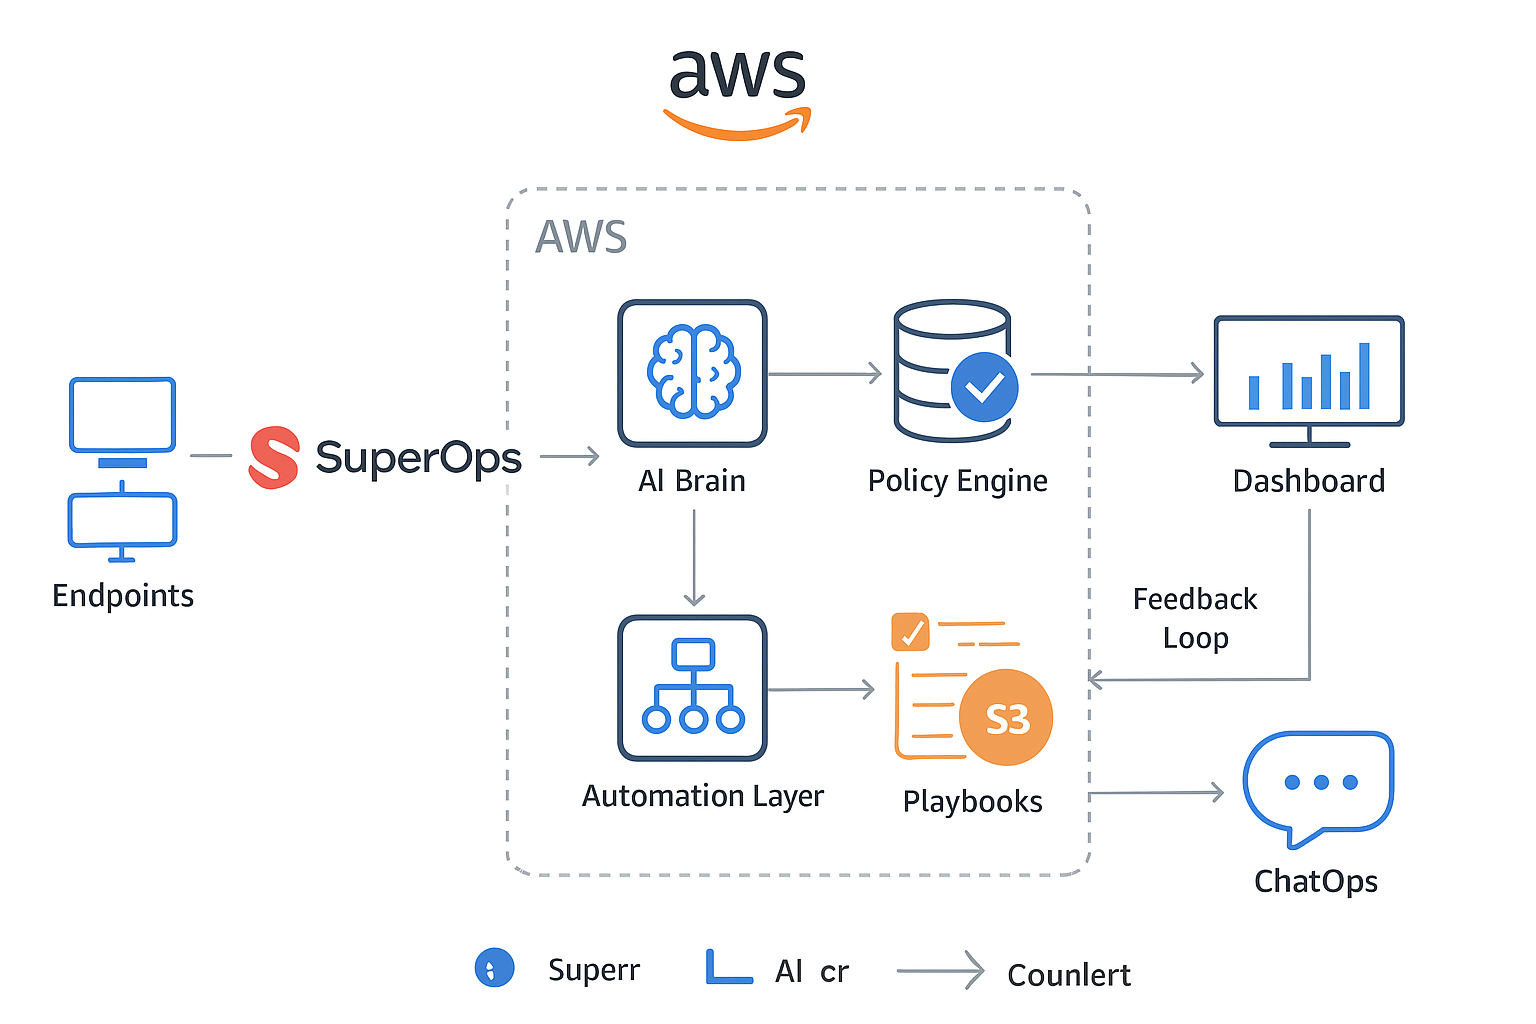 aws
AWS
SuperOps
AI Brain
Policy Engine
Dashboard
Endpoints
Feedback
Loop
S3
Automation Layer
Playbooks
ChatOps
Superr
AI cr
Counlert